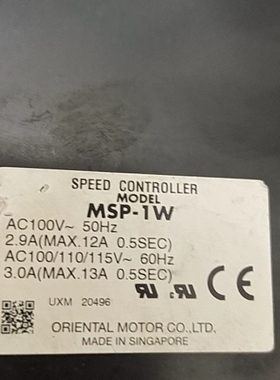 SPEED CONTROLLER
MODEL
MSP-1W
AC100V~ 50Hz
2.9A(MAX.12A 0.5SEC)
AC100/110/115V~ 60Hz
3.0A(MAX.13A 0.5SEC)
UXM 20496
ORIENTAL MOTOR CO.,LTD.
MADE IN SINGAPORE